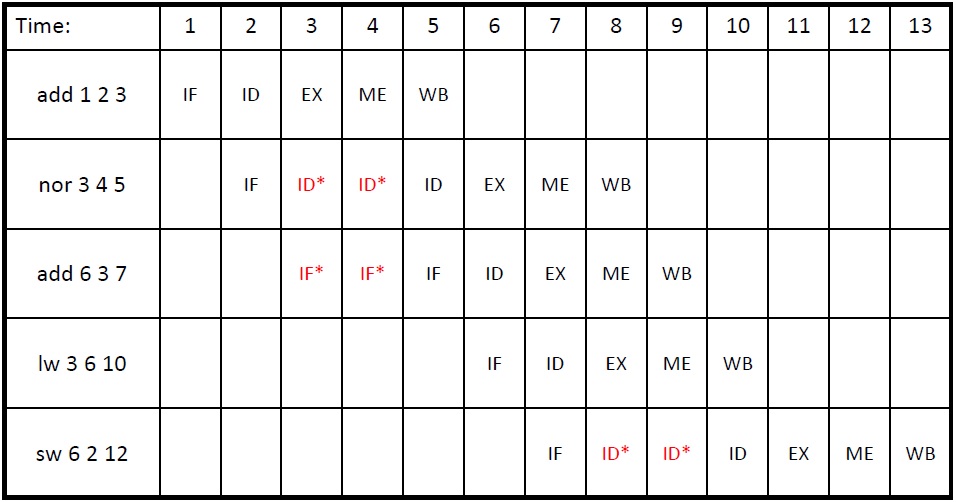 Time: 1 2 3 4 5 6 7 8 9 10 11 12 13
add 1 2 3 IF ID EX ME WB
nor 3 4 5 IF ID* ID* ID EX ME WB
add 6 3 7 IF* IF* IF ID EX ME WB
lw 3 6 10 IF ID EX ME WB
sw 6 2 12 IF ID* ID* ID EX ME WB